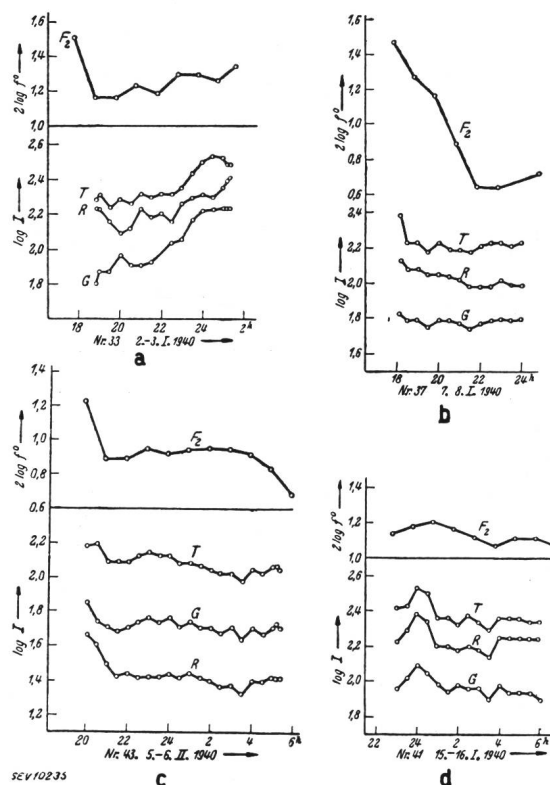 1,6
1,4
1,2
1,0
2 log f° →
F₂
2,6
2,4
2,2
2,0
1,8
log I →
T
R
G
18 20 22 24 2ʰ
Nr. 33 2.-3. I. 1940 →
a
1,6
1,4
1,2
1,0
0,8
0,6
2 log f° →
F₂
2,4
2,2
2,0
1,8
1,6
log I →
T
R
G
18 20 22 24 h
Nr. 37 7. 8. I. 1940
b
1,4
1,2
1,0
0,8
0.6
2 log f° →
F₂
2,2
2,0
1,8
1,6
1,4
1,2
log I →
T
G
R
20 22 24 2 4 6ʰ
Nr. 43. 5.-6. II. 1940 →
c
1,4
1,2
1,0
2 log f° →
F₂
2,6
2,4
2,2
2,0
1,8
log I →
T
R
G
22 24 2 4 6ʰ
Nr. 41 15.-16. I. 1940 →
d
SEV10235